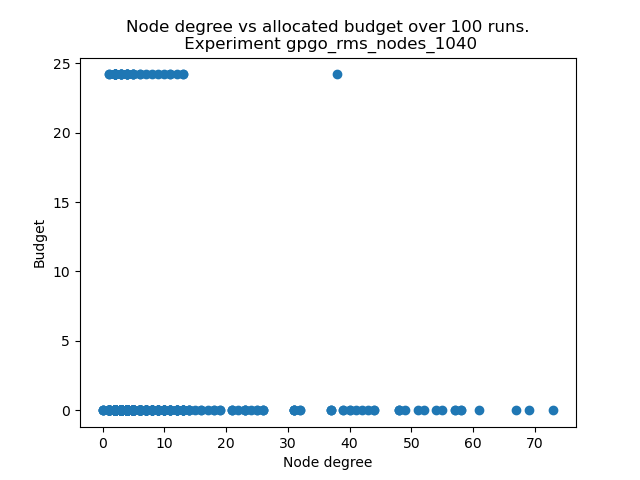 Node degree vs allocated budget over 100 runs.
Experiment gpgo_rms_nodes_1040
25
20
15
10
5
0
Budget
0 10 20 30 40 50 60 70
Node degree